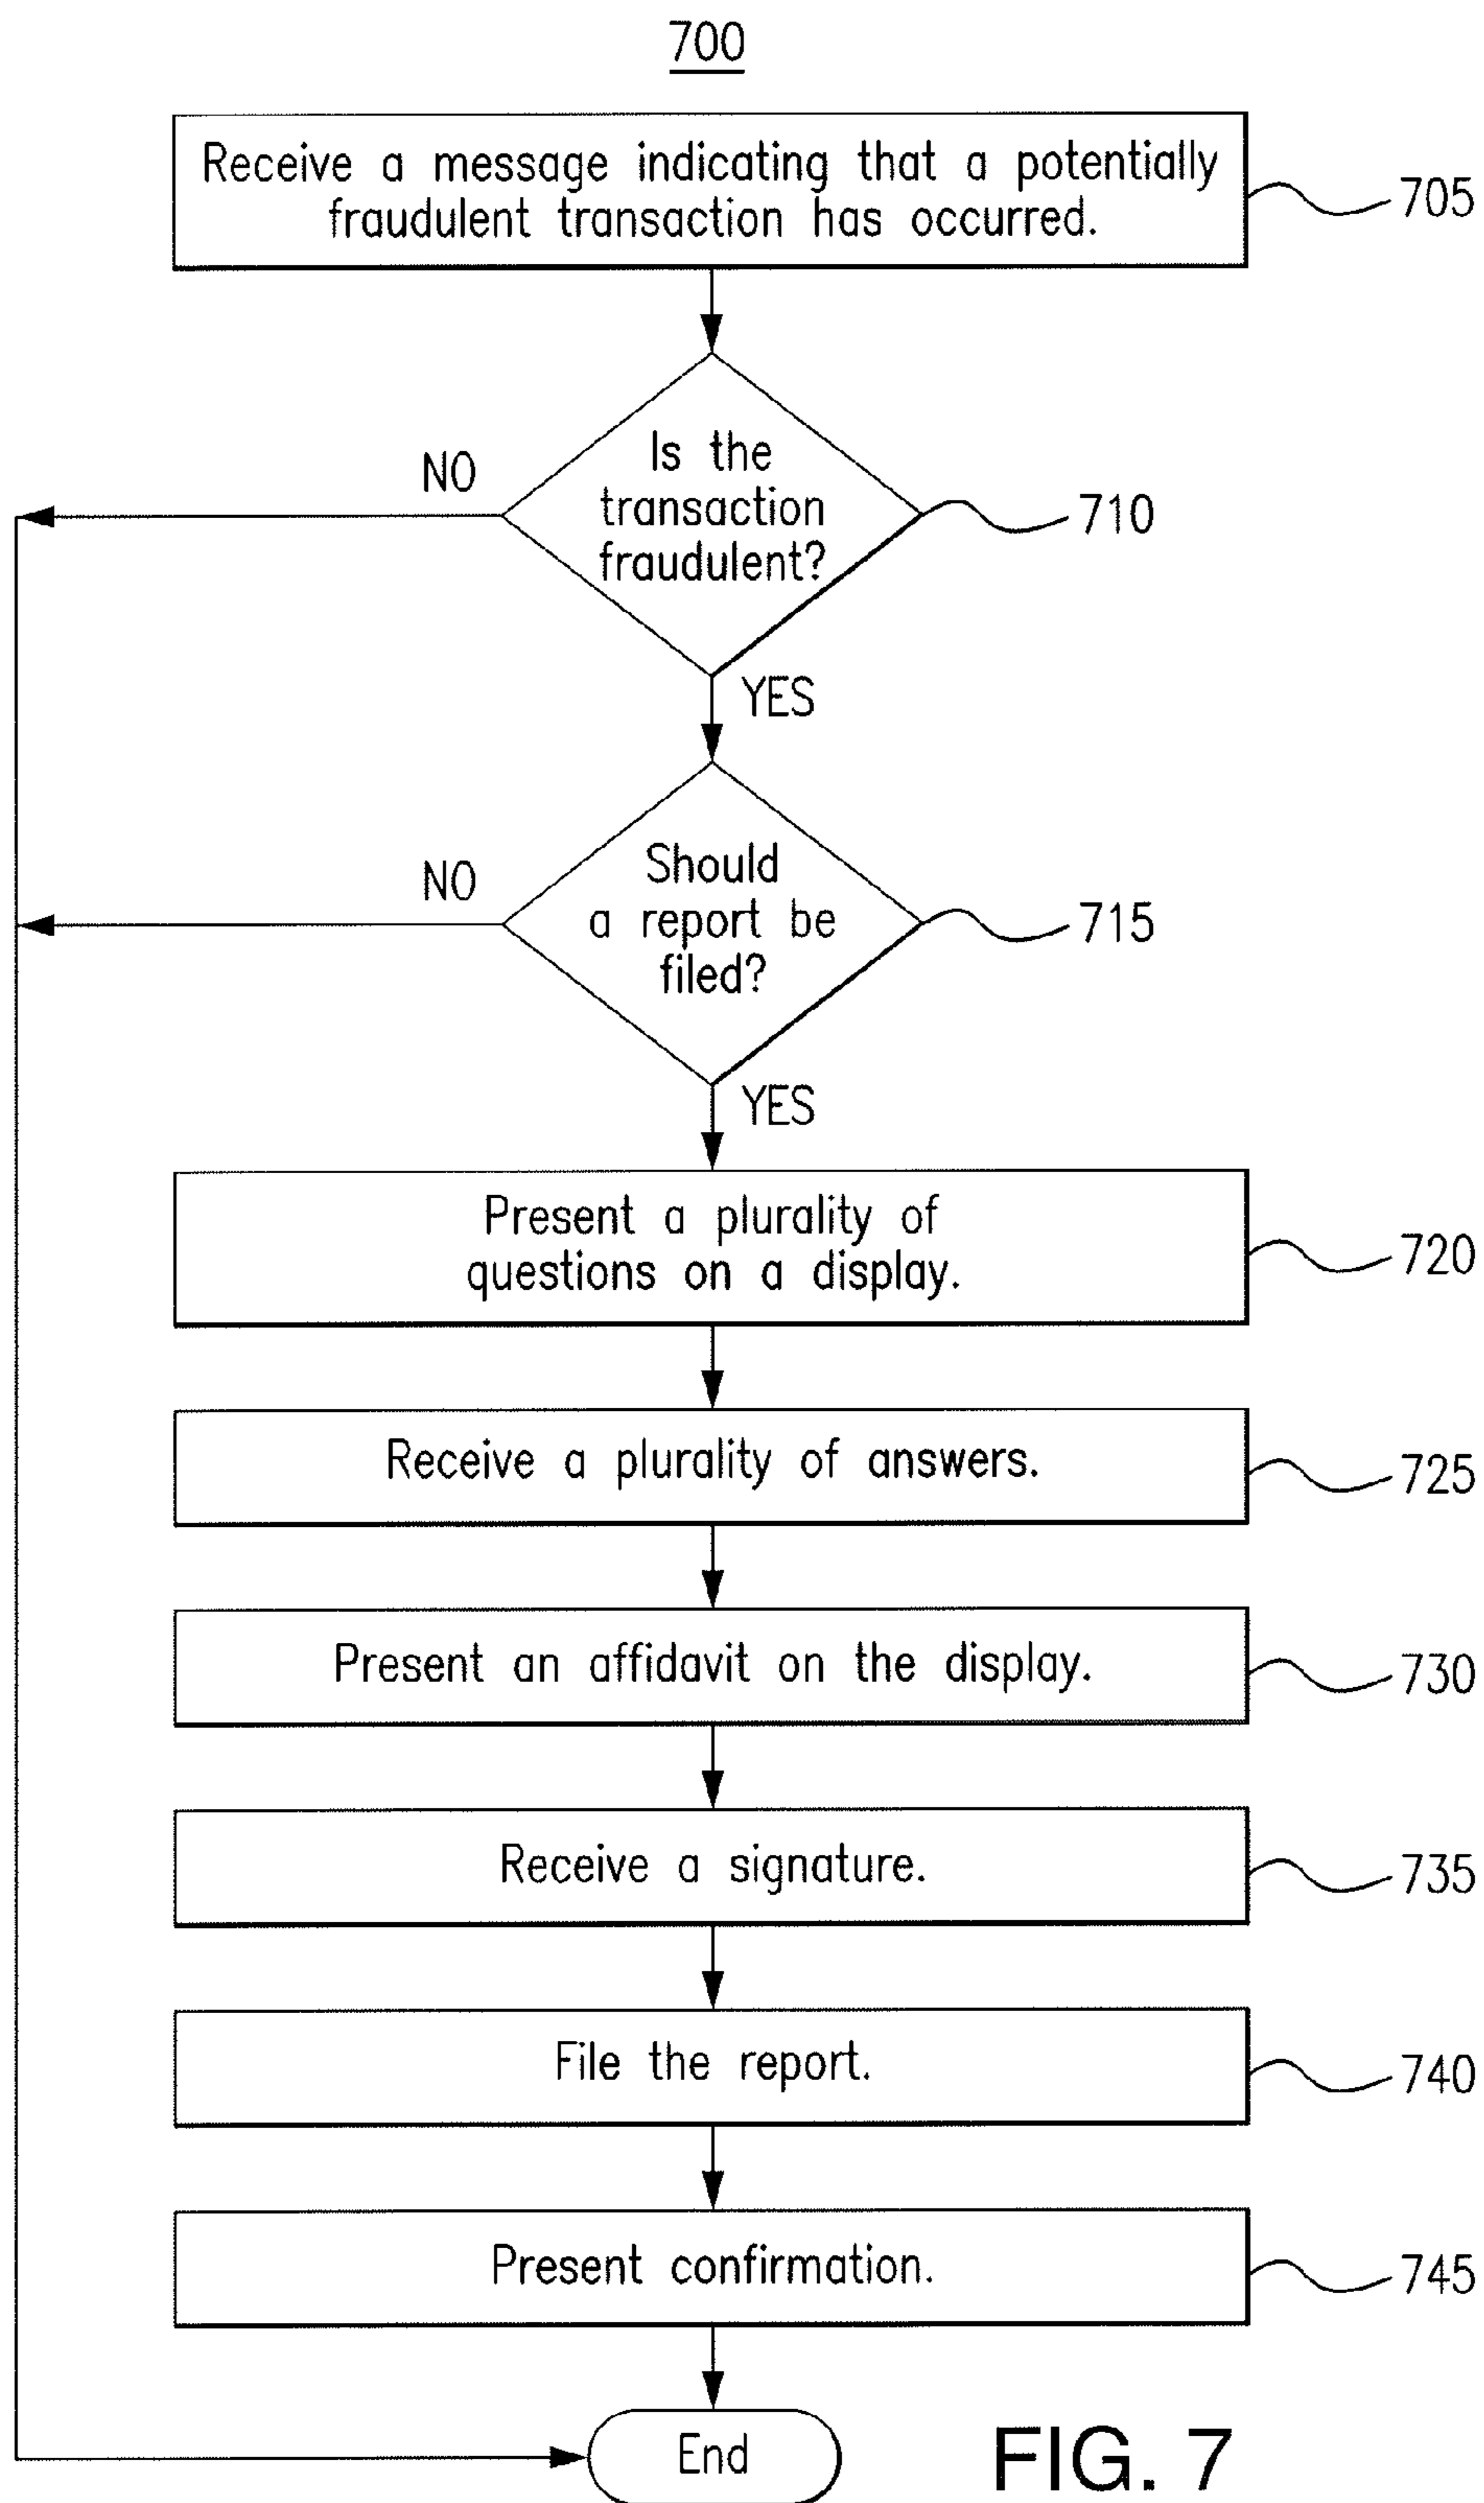 700
Receive a message indicating that a potentially
fraudulent transaction has occurred.
705
Is the
transaction
fraudulent?
NO
710
YES
Should
a report be
filed?
NO
715
YES
Present a plurality of
questions on a display.
720
Receive a plurality of answers.
725
Present an affidavit on the display.
730
Receive a signature.
735
File the report.
740
Present confirmation.
745
End
FIG. 7